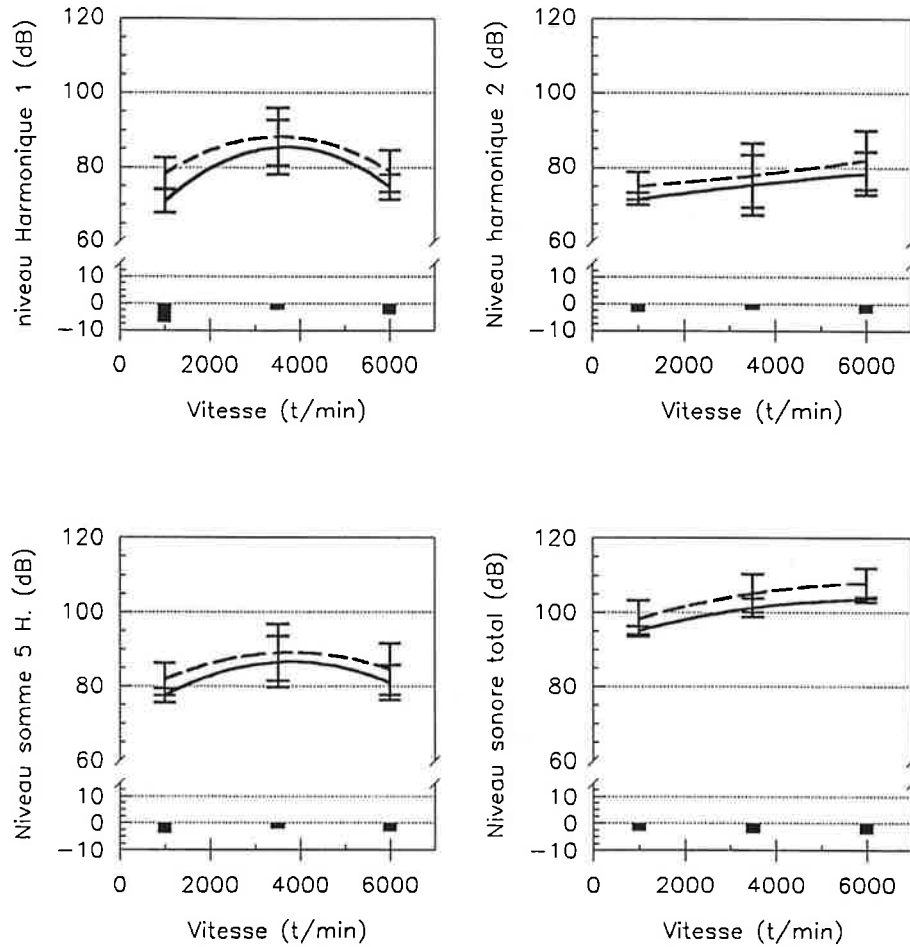 niveau Harmonique 1 (dB)
120
100
80
60
10
0
−10
0 2000 4000 6000
Vitesse (t/min)
Niveau harmonique 2 (dB)
120
100
80
60
10
0
−10
0 2000 4000 6000
Vitesse (t/min)
Niveau somme 5 H. (dB)
120
100
80
60
10
0
−10
0 2000 4000 6000
Vitesse (t/min)
Niveau sonore total (dB)
120
100
80
60
10
0
−10
0 2000 4000 6000
Vitesse (t/min)